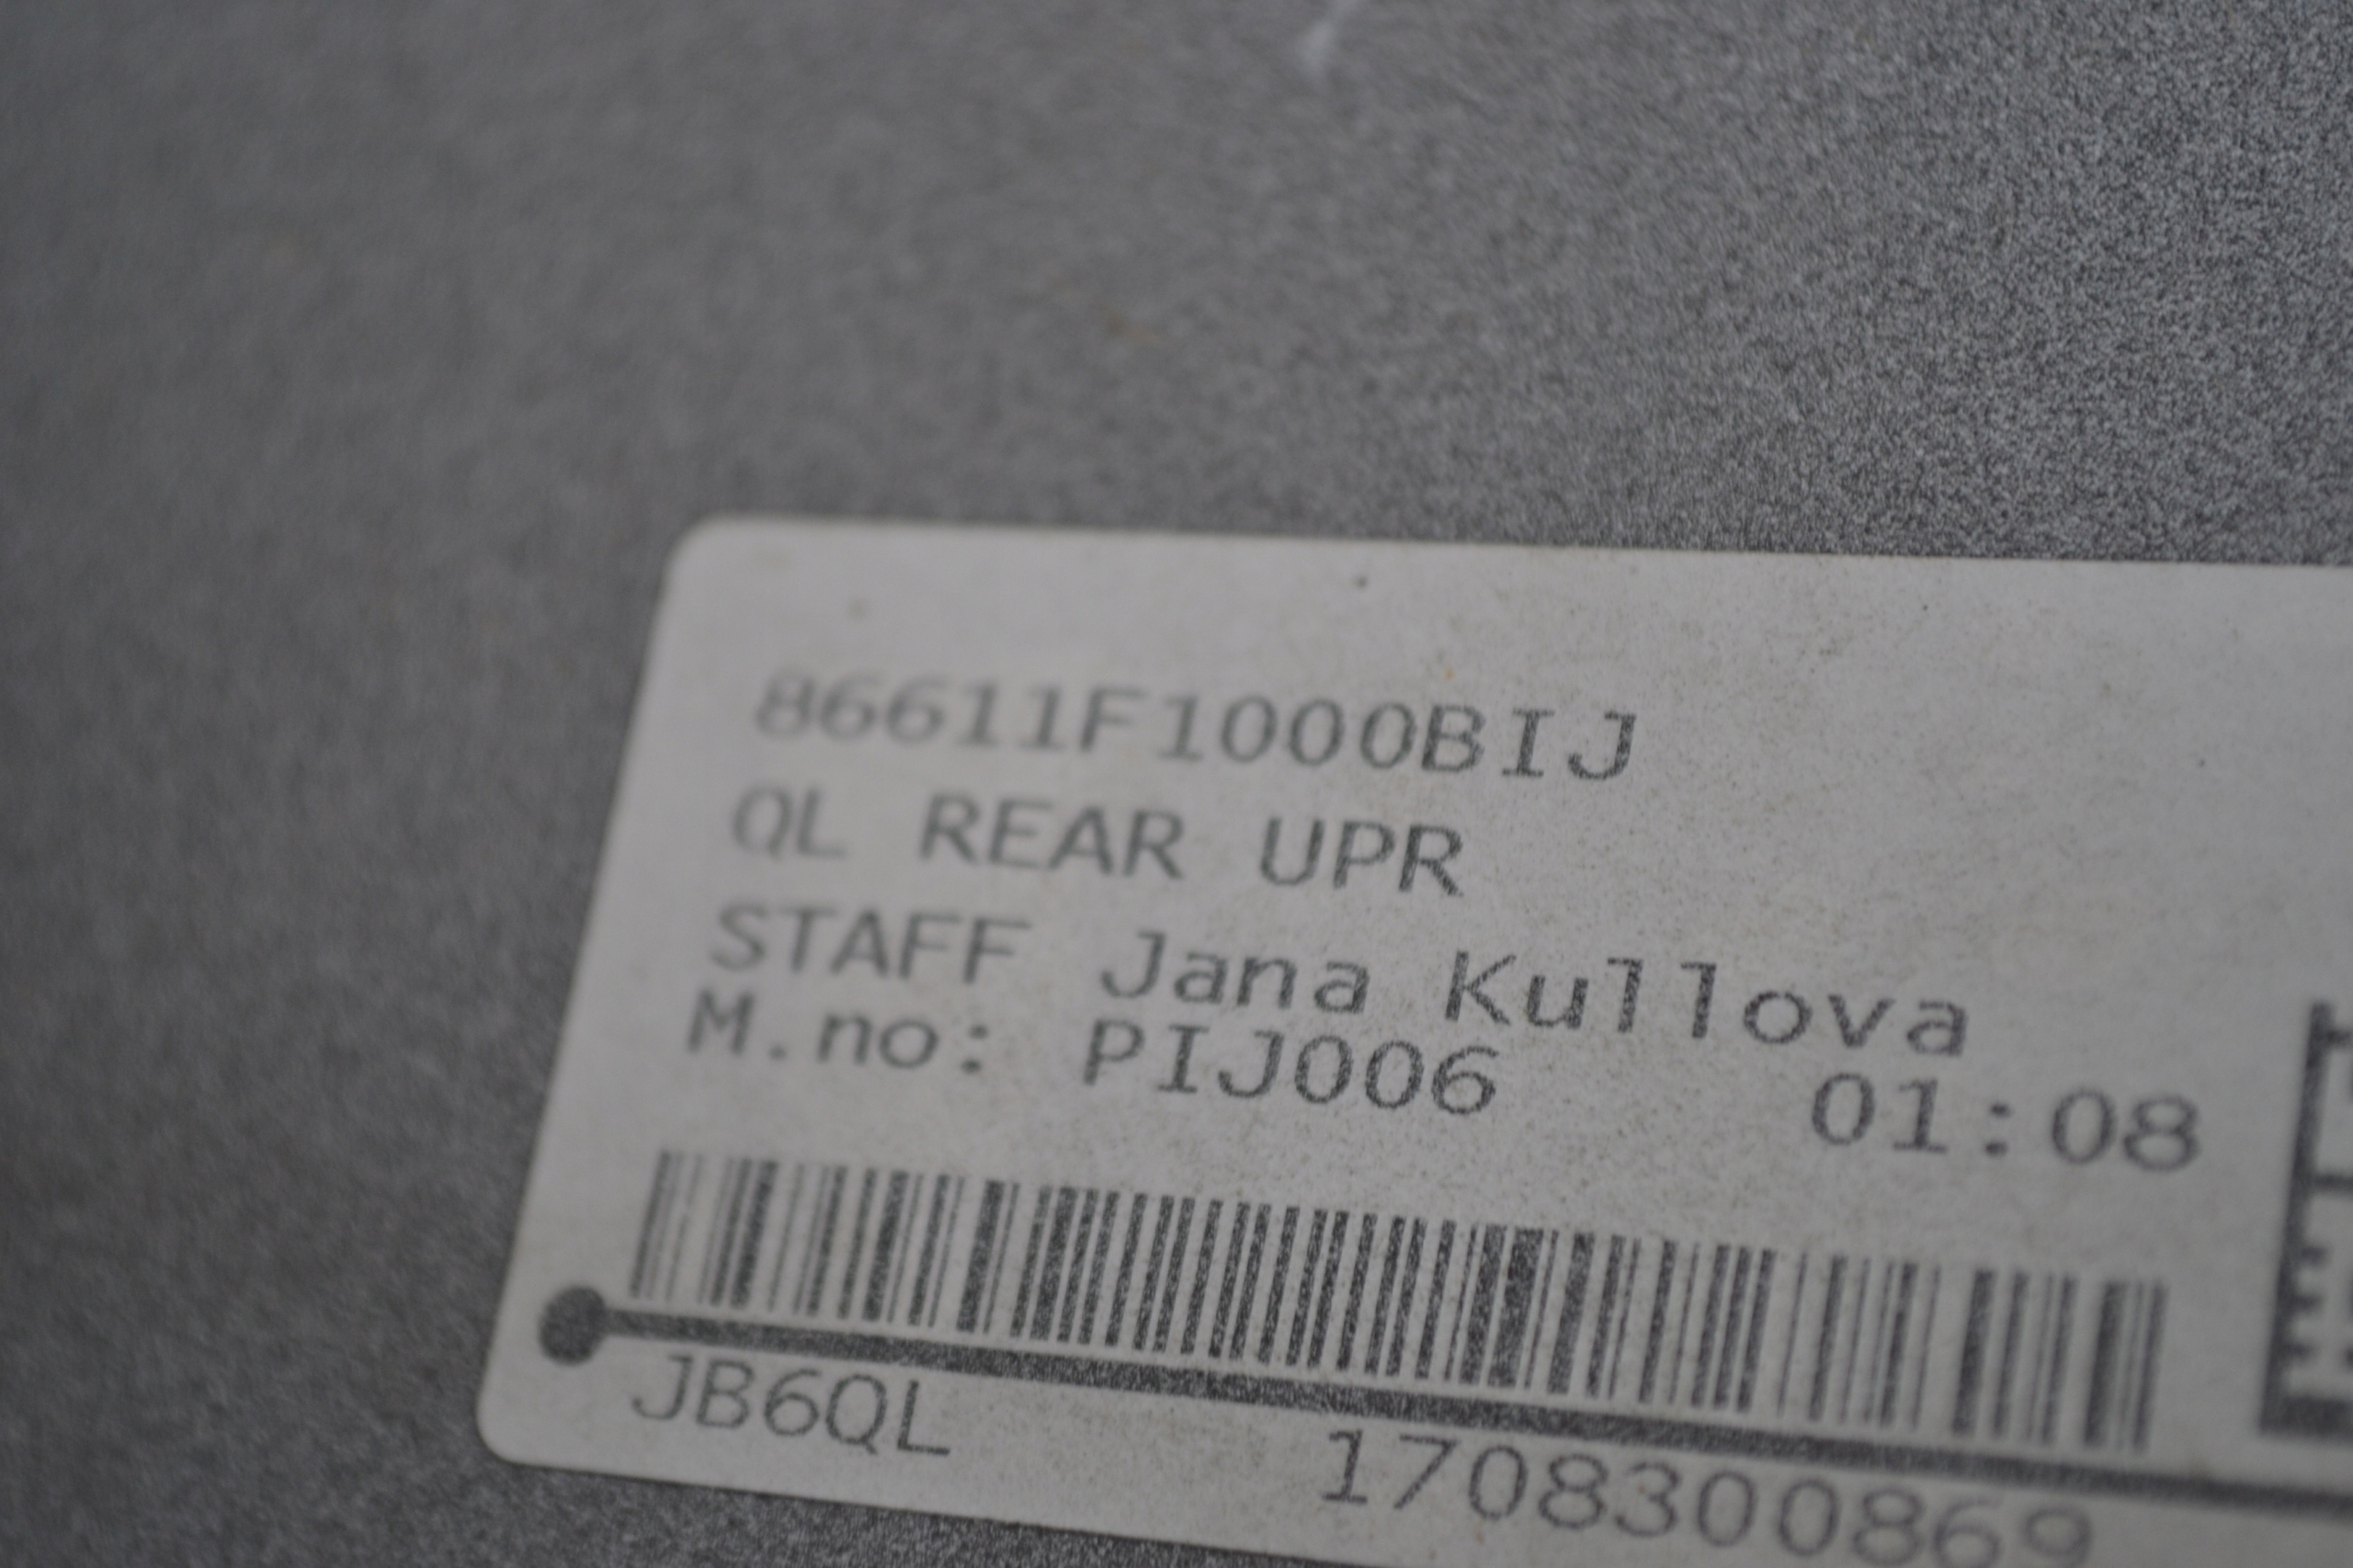 86611F1000BIJ
QL REAR UPR
STAFF Jana Kullova
M.no: PIJ006 01:08
JB6QL 1708300869